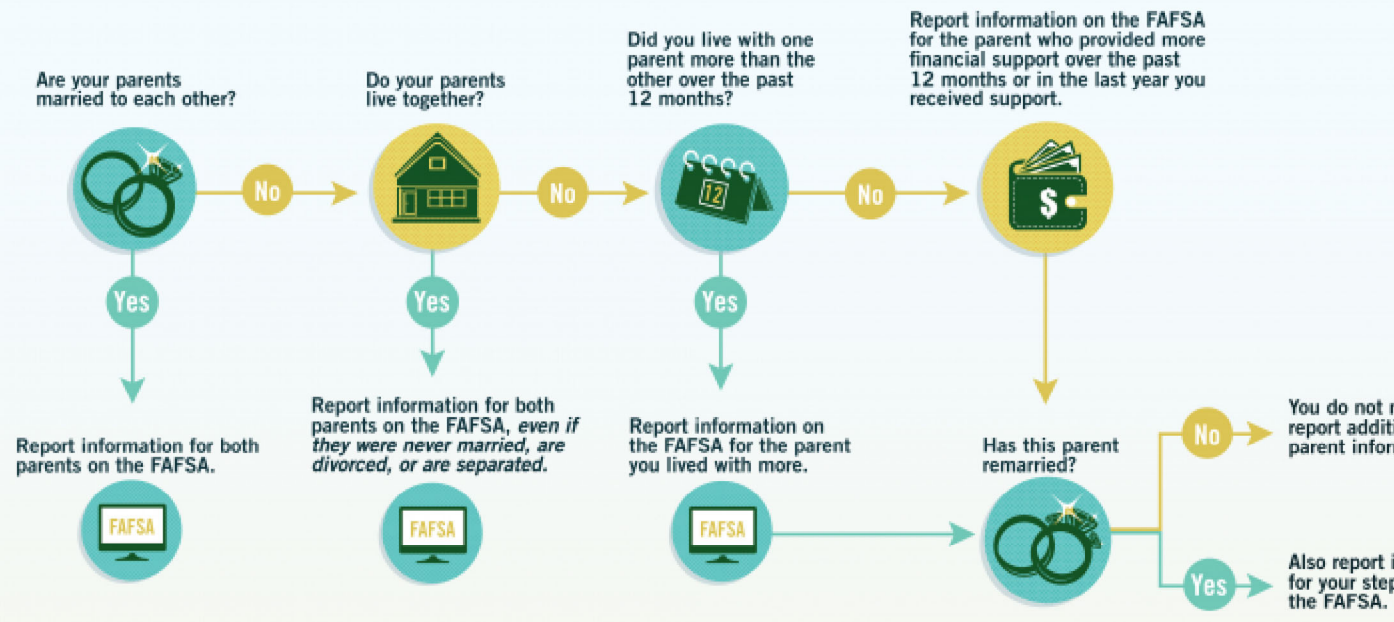 Are your parents
married to each other?
Do your parents
live together?
Did you live with one
parent more than the
other over the past
12 months?
Report information on the FAFSA
for the parent who provided more
financial support over the past
12 months or in the last year you
received support.
No
No
12
No
$
Yes
Yes
Yes
Report information for both
parents on the FAFSA.
Report information for both
parents on the FAFSA, even if
they were never married, are
divorced, or are separated.
Report information on
the FAFSA for the parent
you lived with more.
Has this parent
remarried?
No
You do not
report
parent
FAFSA
FAFSA
FAFSA
Yes
Also report
for your
the FAFSA.